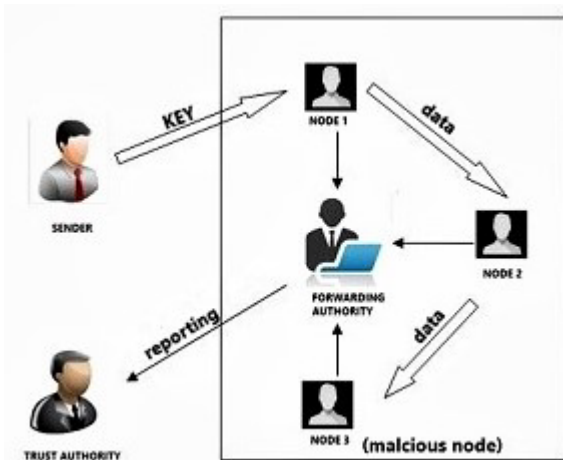 KEY
NODE 1
data
SENDER
NODE 2
FORWARDING
AUTHORITY
data
reporting
NODE 3
(malcious node)
TRUST AUTHORITY